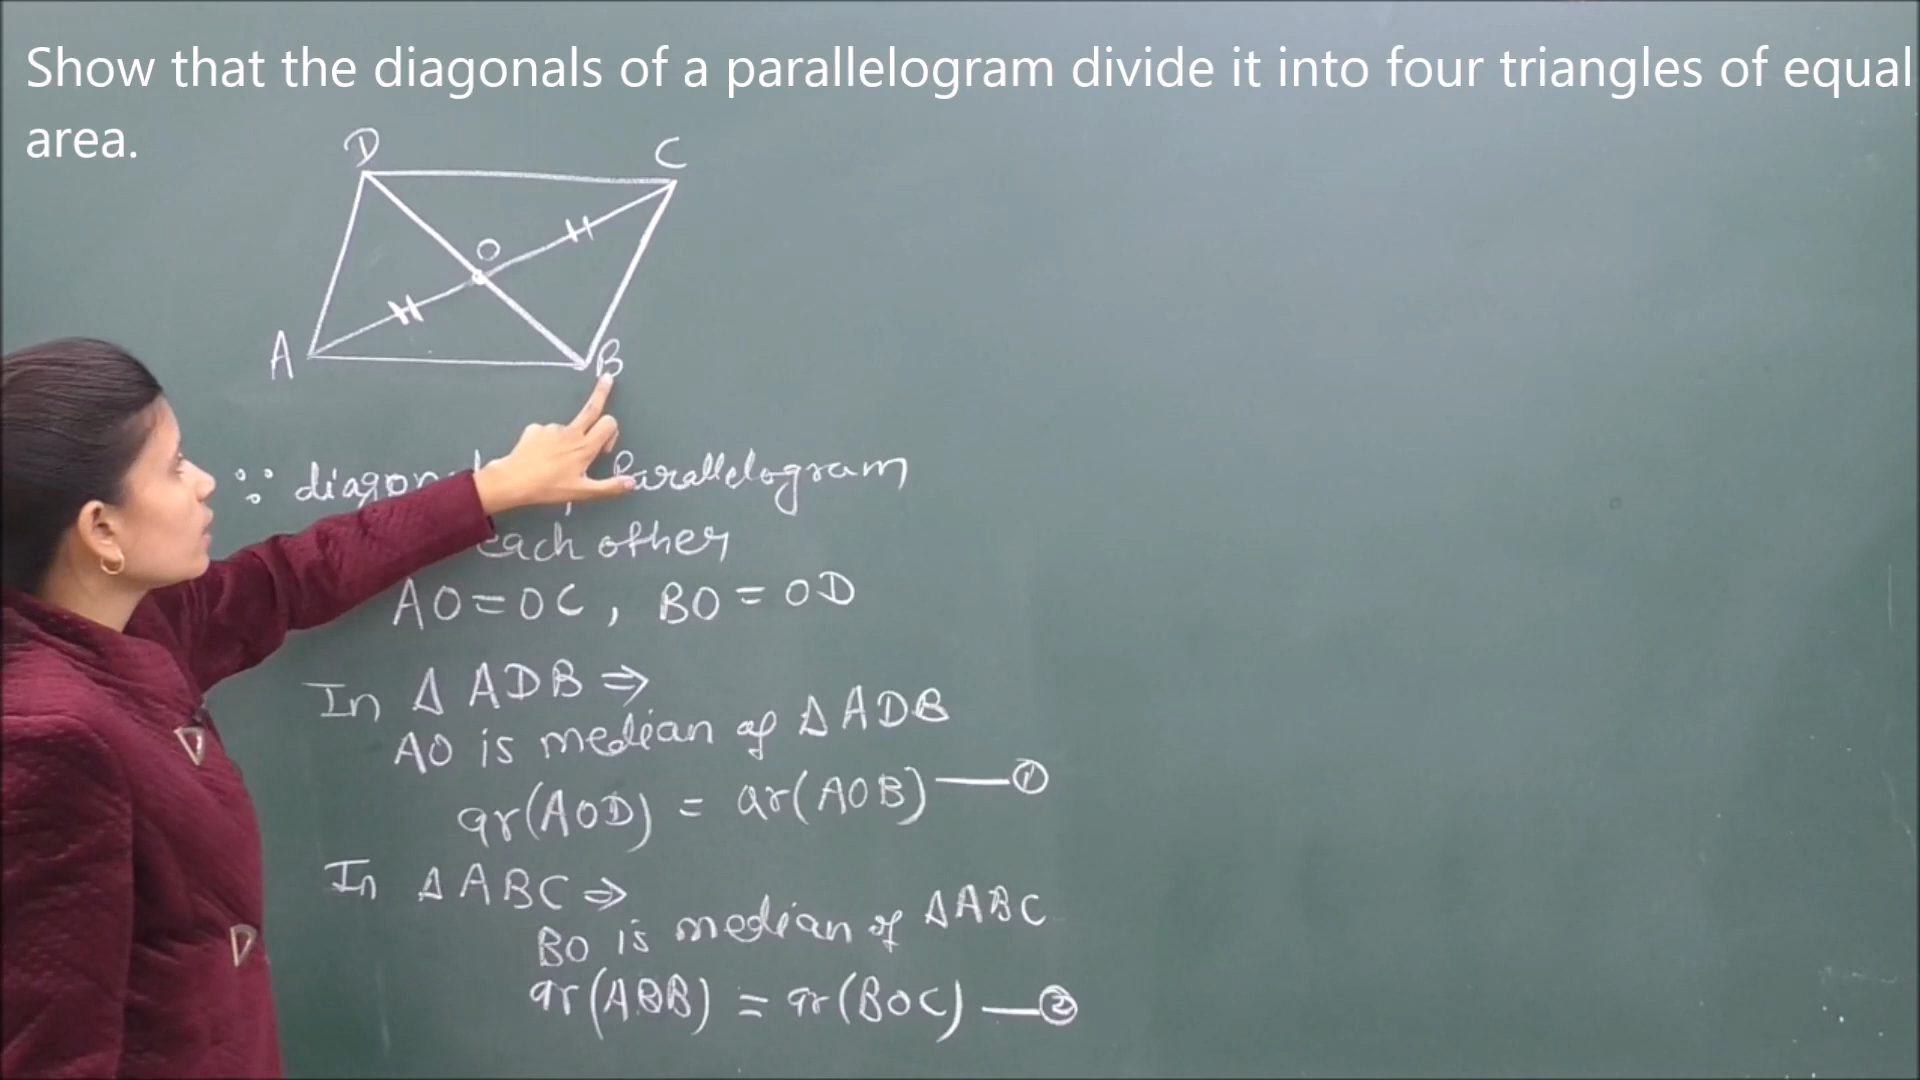 Show that the diagonals of a parallelogram divide it into four triangles of equal
area.
D
C
O
A
B
∵ Parallelogram
each other
AO = OC , BO = OD
In Δ ADB ⇒
AO is median of Δ ADB
ar(AOD) = ar(AOB) — ①
In Δ ABC ⇒
BO is median of Δ ABC
ar(AOB) = ar(BOC) — ②